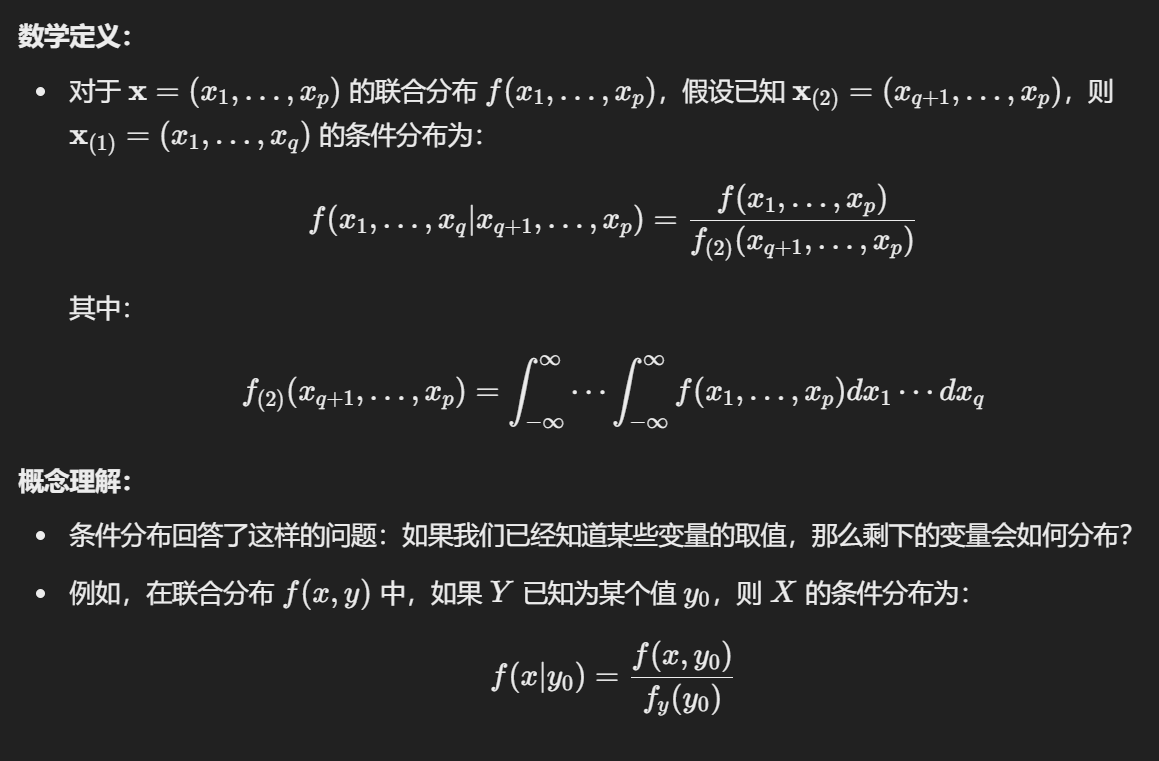 数学定义：
• 对于 $\mathbf{x} = (x_1, \ldots, x_p)$ 的联合分布 $f(x_1, \ldots, x_p)$，假设已知 $\mathbf{x}_{(2)} = (x_{q+1}, \ldots, x_p)$，则
$\mathbf{x}_{(1)} = (x_1, \ldots, x_q)$ 的条件分布为：
$f(x_1, \ldots, x_q | x_{q+1}, \ldots, x_p) = \frac{f(x_1, \ldots, x_p)}{f_{(2)}(x_{q+1}, \ldots, x_p)}$
其中：
$f_{(2)}(x_{q+1}, \ldots, x_p) = \int_{-\infty}^{\infty} \cdots \int_{-\infty}^{\infty} f(x_1, \ldots, x_p) dx_1 \cdots dx_q$
概念理解：
• 条件分布回答了这样的问题：如果我们已经知道某些变量的取值，那么剩下的变量会如何分布？
• 例如，在联合分布 $f(x, y)$ 中，如果 $Y$ 已知为某个值 $y_0$，则 $X$ 的条件分布为：
$f(x|y_0) = \frac{f(x, y_0)}{f_y(y_0)}$